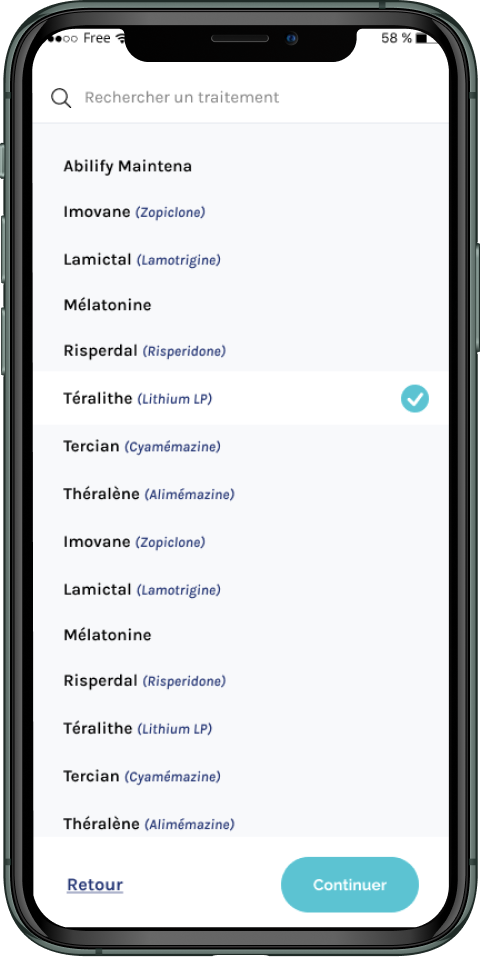 Free 58 %
Rechercher un traitement
Abilify Maintena
Imovane (Zopiclone)
Lamictal (Lamotrigine)
Mélatonine
Risperdal (Risperidone)
Téralithe (Lithium LP)
Tercian (Cyamémazine)
Théralène (Alimémazine)
Imovane (Zopiclone)
Lamictal (Lamotrigine)
Mélatonine
Risperdal (Risperidone)
Téralithe (Lithium LP)
Tercian (Cyamémazine)
Théralène (Alimémazine)
Retour Continuer